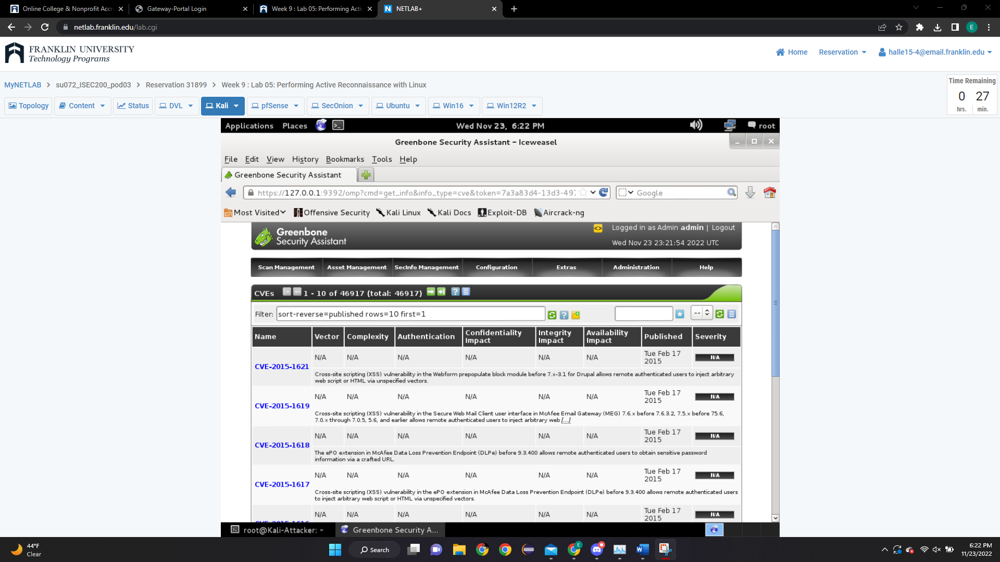 Online College & Nonprofit Accr
Gateway-Portal Login
Week 9 : Lab 05: Performing Activ
NETLAB+
netlab.franklin.edu/lab.cgi
E
FRANKLIN UNIVERSITY
Technology Programs
Home
Reservation
halle15-4@email.franklin.edu
MyNETLAB > su072_ISEC200_pod03 > Reservation 31899 > Week 9 : Lab 05: Performing Active Reconnaissance with Linux
Time Remaining
0 27
hrs. min.
Topology
Content
Status
DVL
Kali
pfSense
SecOnion
Ubuntu
Win16
Win12R2
Applications Places
Wed Nov 23, 6:22 PM
root
Greenbone Security Assistant - Iceweasel
File Edit View History Bookmarks Tools Help
Greenbone Security Assistant
https://127.0.0.1:9392/omp?cmd=get_info&info_type=cve&token=7a3a83d4-13d3-497
Google
Most Visited
Offensive Security
Kali Linux
Kali Docs
Exploit-DB
Aircrack-ng
Greenbone
Security Assistant
<>
Logged in as Admin admin | Logout
Wed Nov 23 23:21:54 2022 UTC
Scan Management
Asset Management
SecInfo Management
Configuration
Extras
Administration
Help
CVEs
1 - 10 of 46917 (total: 46917)
?
Filter: sort-reverse=published rows=10 first=1
?
--
Name Vector Complexity Authentication Confidentiality Impact Integrity Impact Availability Impact Published Severity
CVE-2015-1621
N/A N/A N/A N/A N/A N/A Tue Feb 17 2015 N/A
Cross-site scripting (XSS) vulnerability in the Webform prepopulate block module before 7.x-3.1 for Drupal allows remote authenticated users to inject arbitrary
web script or HTML via unspecified vectors.
CVE-2015-1619
N/A N/A N/A N/A N/A N/A Tue Feb 17 2015 N/A
Cross-site scripting (XSS) vulnerability in the Secure Web Mail Client user interface in McAfee Email Gateway (MEG) 7.6.x before 7.6.3.2, 7.5.x before 75.6,
7.0.x through 7.0.5, 5.6, and earlier allows remote authenticated users to inject arbitrary web [...]
CVE-2015-1618
N/A N/A N/A N/A N/A N/A Tue Feb 17 2015 N/A
The ePO extension in McAfee Data Loss Prevention Endpoint (DLPe) before 9.3.400 allows remote authenticated users to obtain sensitive password
information via a crafted URL.
CVE-2015-1617
N/A N/A N/A N/A N/A N/A Tue Feb 17 2015 N/A
Cross-site scripting (XSS) vulnerability in the ePO extension in McAfee Data Loss Prevention Endpoint (DLPe) before 9.3.400 allows remote authenticated users
to inject arbitrary web script or HTML via unspecified vectors.
N/A N/A N/A N/A N/A N/A Tue Feb 17 2015 N/A
root@Kali-Attacker: ~
Greenbone Security A...
44°F
Clear
Search
E
6:22 PM
11/23/2022